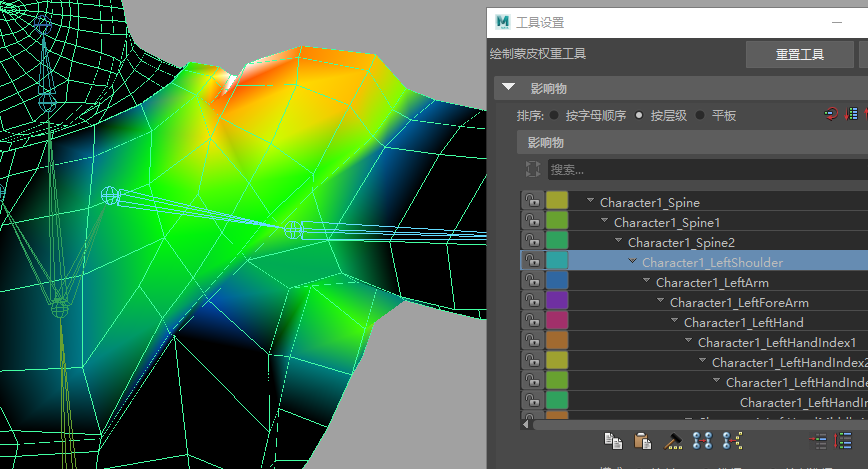 工具设置
绘制蒙皮权重工具
重置工具
影响物
排序: 按字母顺序 按层级 平板
影响物
搜索...
Character1_Spine
Character1_Spine1
Character1_Spine2
Character1_LeftShoulder
Character1_LeftArm
Character1_LeftForeArm
Character1_LeftHand
Character1_LeftHandIndex1
Character1_LeftHandIndex2
Character1_LeftHandInde
Character1_LeftHandIn